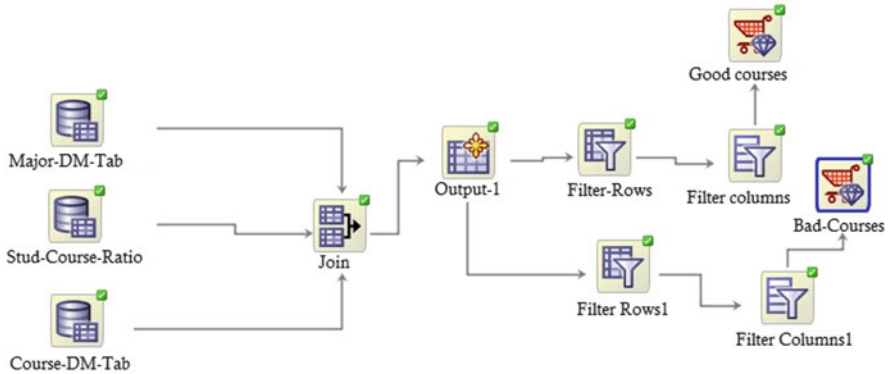 Good courses
Major-DM-Tab
Output-1
Filter-Rows
Filter columns
Bad-Courses
Stud-Course-Ratio
Join
Filter Rows1
Filter Columns1
Course-DM-Tab